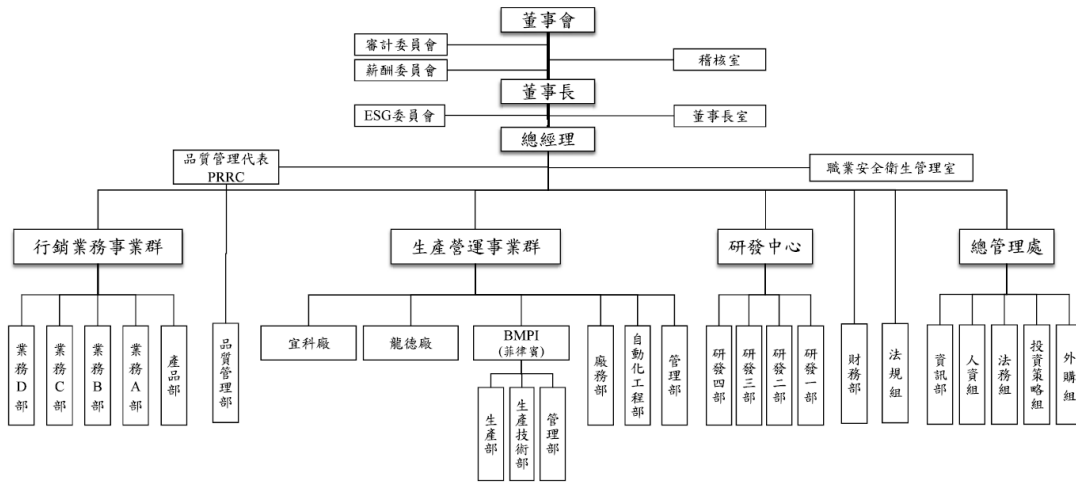 董事會
審計委員會
稽核室
薪酬委員會
董事長
ESG委員會
董事長室
總經理
品質管理代表
PRRC
職業安全衛生管理室
行銷業務事業群
生產營運事業群
研發中心
總管理處
業務D部
業務C部
業務B部
業務A部
產品部
品質管理部
宜科廠
龍德廠
BMPI
(菲律賓)
廠務部
自動化工程部
管理部
研發四部
研發三部
研發二部
研發一部
財務部
法規組
資訊部
人資組
法務組
投資策略組
外購組
生產部
生產技術部
管理部